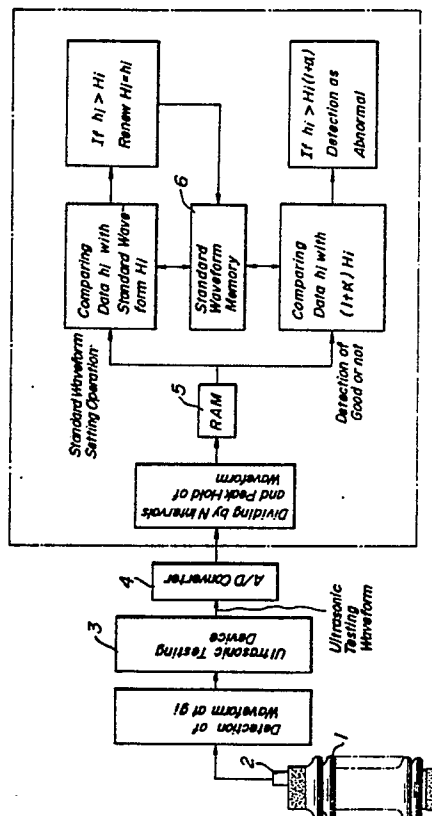 1
2
Detection of
Waveform of gi
3
Ultrasonic Testing
Device
Ultrasonic
Testing
Waveform
4
A/D Converter
Dividing by N intervals
and Peak Hold of
Waveform
5
RAM
Standard Waveform
Setting Operation
Detection of
Good or not
Comparing
Data hi with
Standard Wave-
form Hi
If hi > Hi
Renew Hi=hi
6
Standard
Waveform
Memory
Comparing
Data hi with
(1+α) Hi
If hi > Hi(1+α)
Detection as
Abnormal